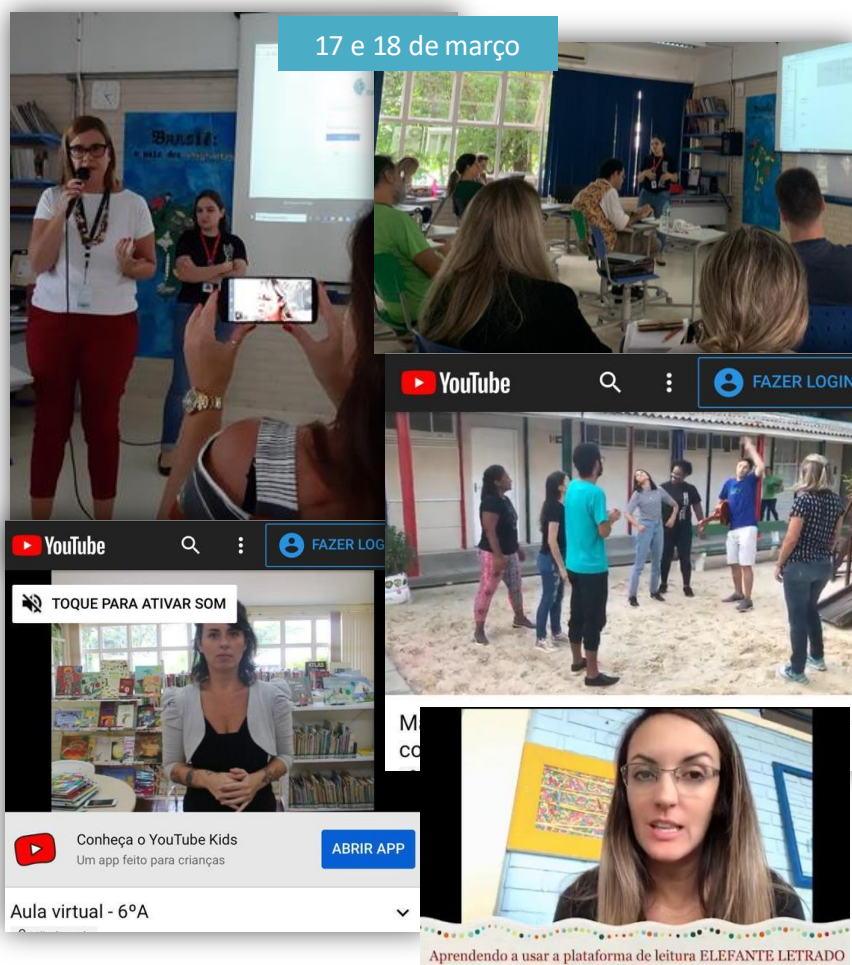 17 e 18 de março
BRASIL:
YouTube
FAZER LOGIN
YouTube
FAZER LOG
TOQUE PARA ATIVAR SOM
ATLAS
Conheça o YouTube Kids
Um app feito para crianças
ABRIR APP
Aula virtual - 6ºA
Aprendendo a usar a plataforma de leitura ELEFANTE LETRADO